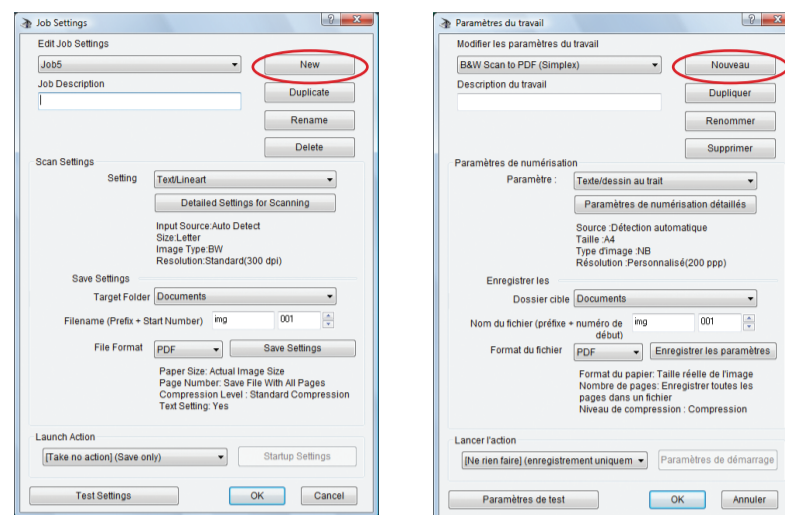 Job Settings
Edit Job Settings
Job5
New
Job Description
Duplicate
Rename
Delete
Scan Settings
Setting
Text/Lineart
Detailed Settings for Scanning
Input Source:Auto Detect
Size:Letter
Image Type:BW
Resolution:Standard(300 dpi)
Save Settings
Target Folder
Documents
Filename (Prefix + Start Number)
img
001
File Format
PDF
Save Settings
Paper Size: Actual Image Size
Page Number: Save File With All Pages
Compression Level : Standard Compression
Text Setting: Yes
Launch Action
[Take no action] (Save only)
Startup Settings
Test Settings
OK
Cancel
Paramètres du travail
Modifier les paramètres du travail
B&W Scan to PDF (Simplex)
Nouveau
Description du travail
Dupliquer
Renommer
Supprimer
Paramètres de numérisation
Paramètre :
Texte/dessin au trait
Paramètres de numérisation détaillés
Source :Détection automatique
Taille :A4
Type d'image :NB
Résolution :Personnalisé(200 ppp)
Enregistrer les
Dossier cible
Documents
Nom du fichier (préfixe + numéro de
début)
img
001
Format du fichier
PDF
Enregistrer les paramètres
Format du papier: Taille réelle de l'image
Nombre de pages: Enregistrer toutes les
pages dans un fichier
Niveau de compression : Compression
Lancer l'action
[Ne rien faire] (enregistrement uniquem
Paramètres de démarrage
Paramètres de test
OK
Annuler